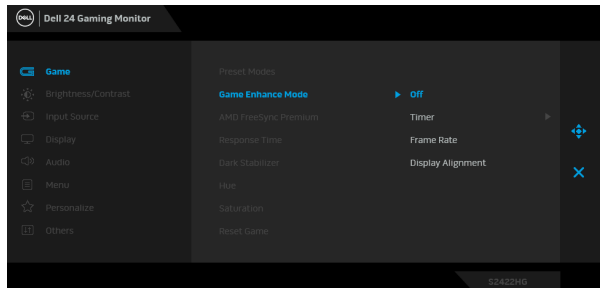 DELL Dell 24 Gaming Monitor
Game
Preset Modes
Brightness/Contrast
Game Enhance Mode
Off
Input Source
AMD FreeSync Premium
Timer
Display
Response Time
Frame Rate
Audio
Dark Stabilizer
Display Alignment
Menu
Hue
Personalize
Saturation
Others
Reset Game
S2422HG